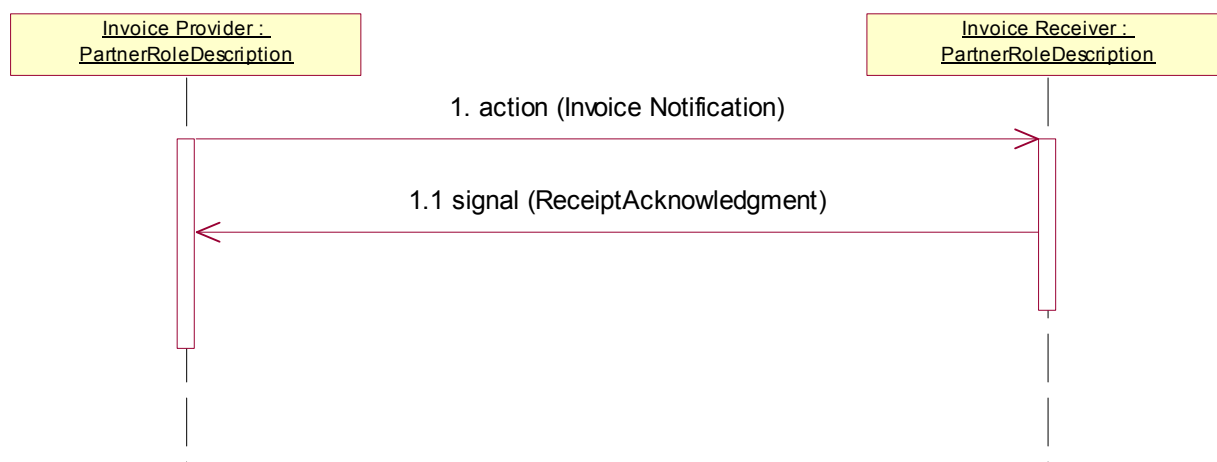 Invoice Provider :
PartnerRoleDescription
Invoice Receiver :
PartnerRoleDescription
1. action (Invoice Notification)
1.1 signal (ReceiptAcknowledgment)